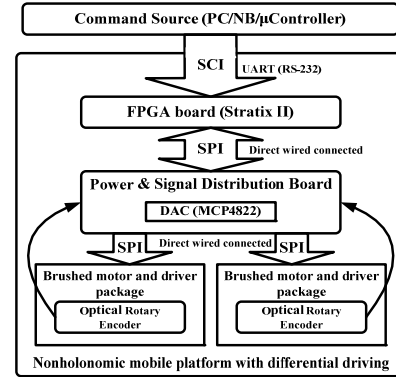 Command Source (PC/NB/μController)
SCI
UART (RS-232)
FPGA board (Stratix II)
SPI
Direct wired connected
Power & Signal Distribution Board
DAC (MCP4822)
SPI
Direct wired connected
SPI
Brushed motor and driver
package
Optical Rotary
Encoder
Brushed motor and driver
package
Optical Rotary
Encoder
Nonholonomic mobile platform with differential driving